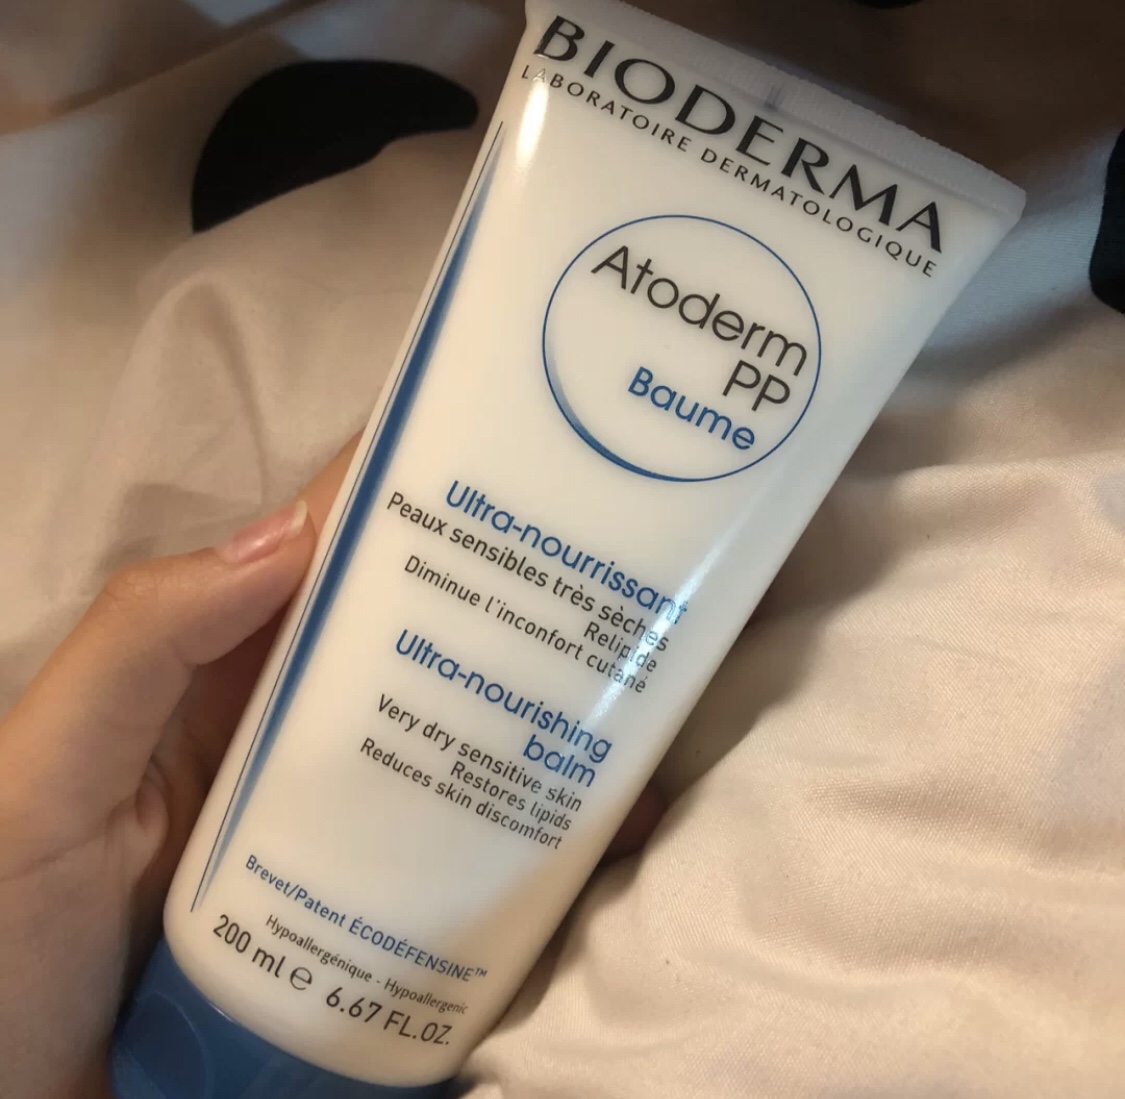 BIODERMA
LABORATOIRE DERMATOLOGIQUE
Atoderm
PP
Baume
Ultra-nourrissant
Peaux sensibles très sèches
Relipide
Diminue l'inconfort cutané
Ultra-nourishing
balm
Very dry sensitive skin
Restores lipids
Reduces skin discomfort
Brevet/Patent ÉCODÉFENSINE™
Hypoallergénique - Hypoallergenic
200 ml ℮ 6.67 FL.OZ.